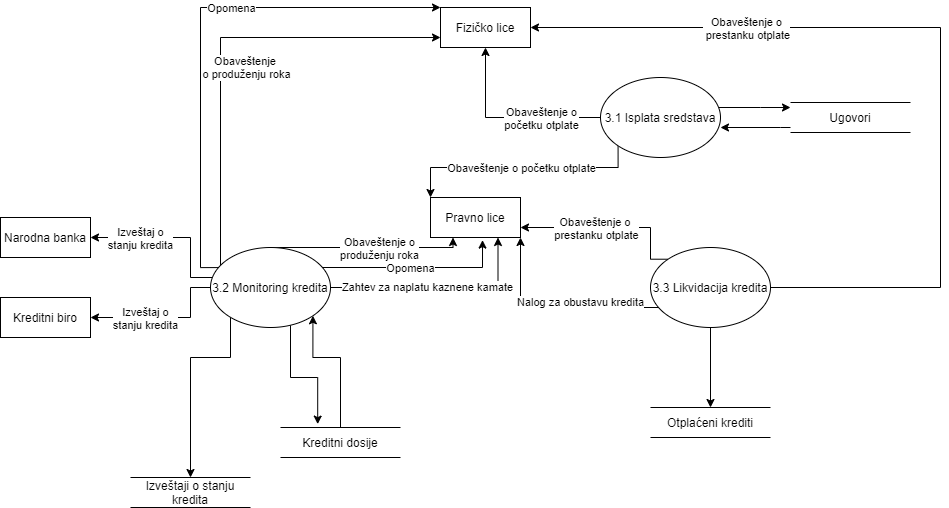 Opomena
Fizičko lice
Obaveštenje o
prestanku otplate
Obaveštenje
o produženju roka
Obaveštenje o
početku otplate
3.1 Isplata sredstava
Ugovori
Obaveštenje o početku otplate
Pravno lice
Narodna banka
Izveštaj o
stanju kredita
Obaveštenje o
produženju roka
Obaveštenje o
prestanku otplate
Opomena
3.2 Monitoring kredita
Zahtev za naplatu kaznene kamate
3.3 Likvidacija kredita
Nalog za obustavu kredita
Kreditni biro
Izveštaj o
stanju kredita
Otplaćeni krediti
Kreditni dosije
Izveštaji o stanju
kredita